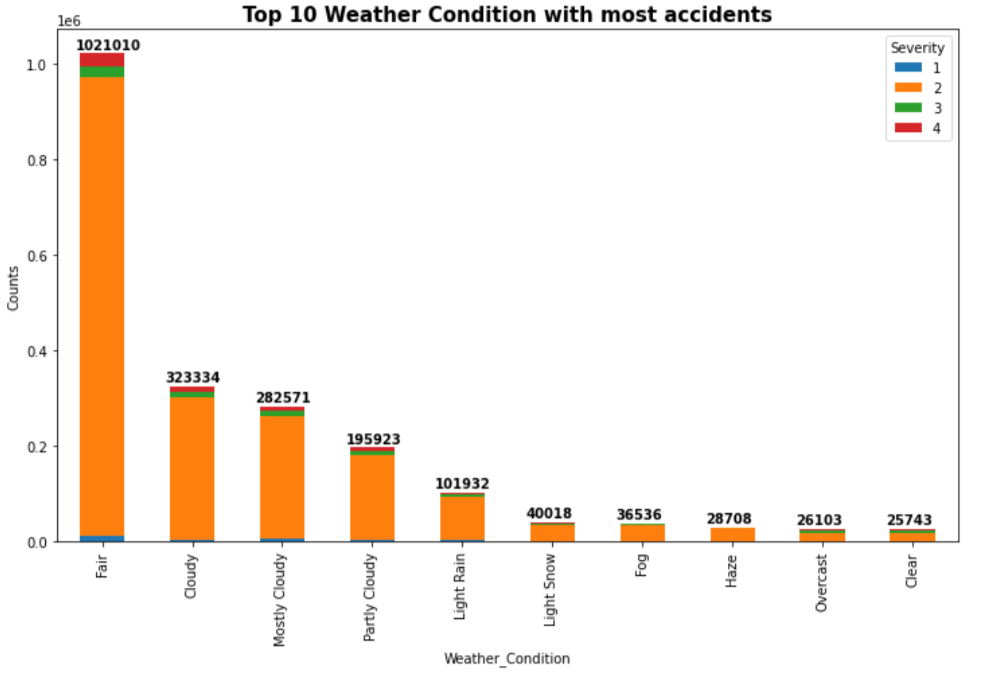 Top 10 Weather Condition with most accidents
1e6
1021010
Severity
1
2
3
4
1.0
0.8
0.6
0.4
0.2
0.0
Counts
323334
282571
195923
101932
40018
36536
28708
26103
25743
Fair
Cloudy
Mostly Cloudy
Partly Cloudy
Light Rain
Light Snow
Fog
Haze
Overcast
Clear
Weather_Condition